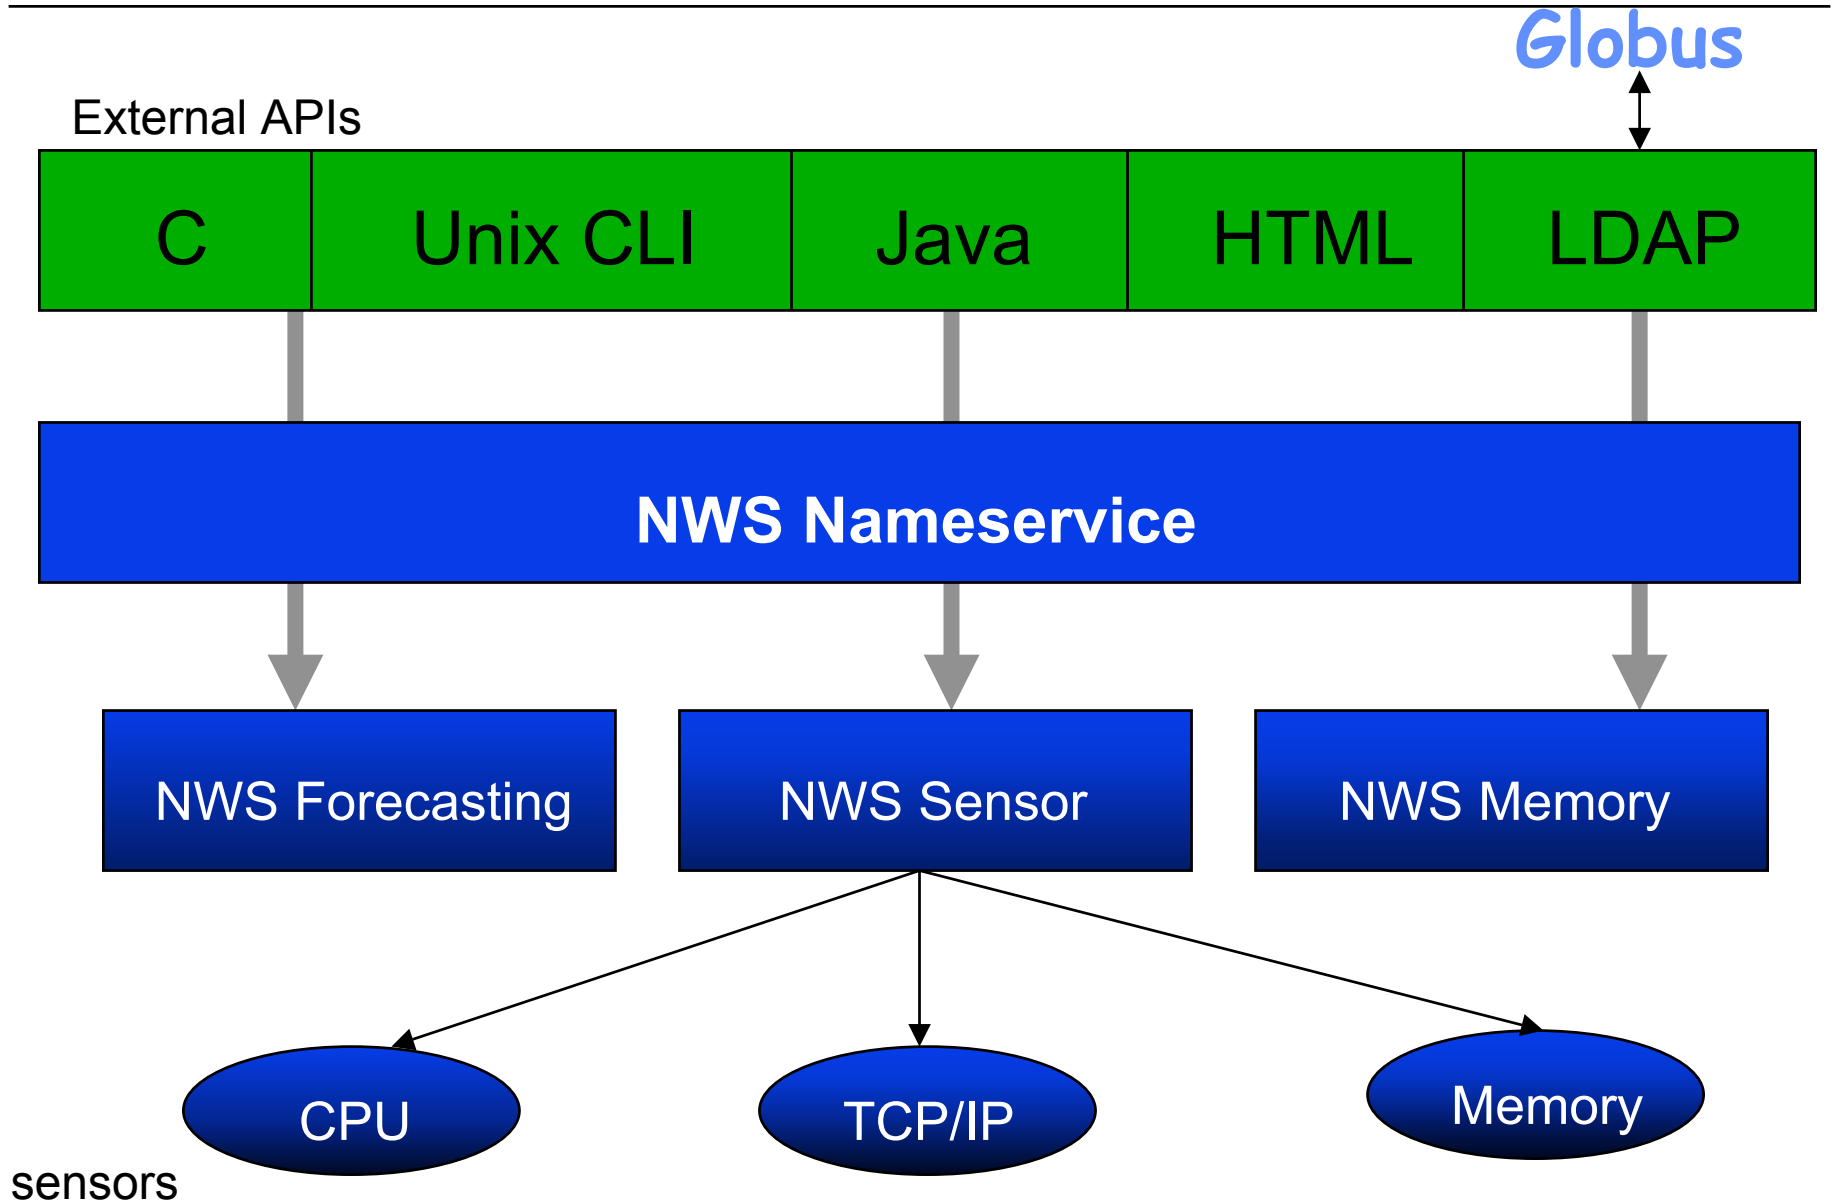 Globus
External APIs
C Unix CLI Java HTML LDAP
NWS Nameservice
NWS Forecasting NWS Sensor NWS Memory
CPU TCP/IP Memory
sensors